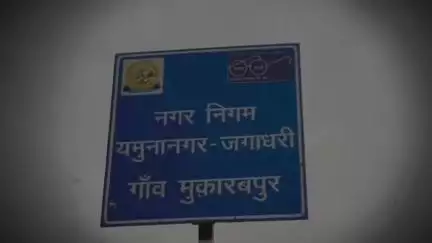 नगर निगम
यमुनानगर-जगाधरी
गाँव मुक़ारबपुर